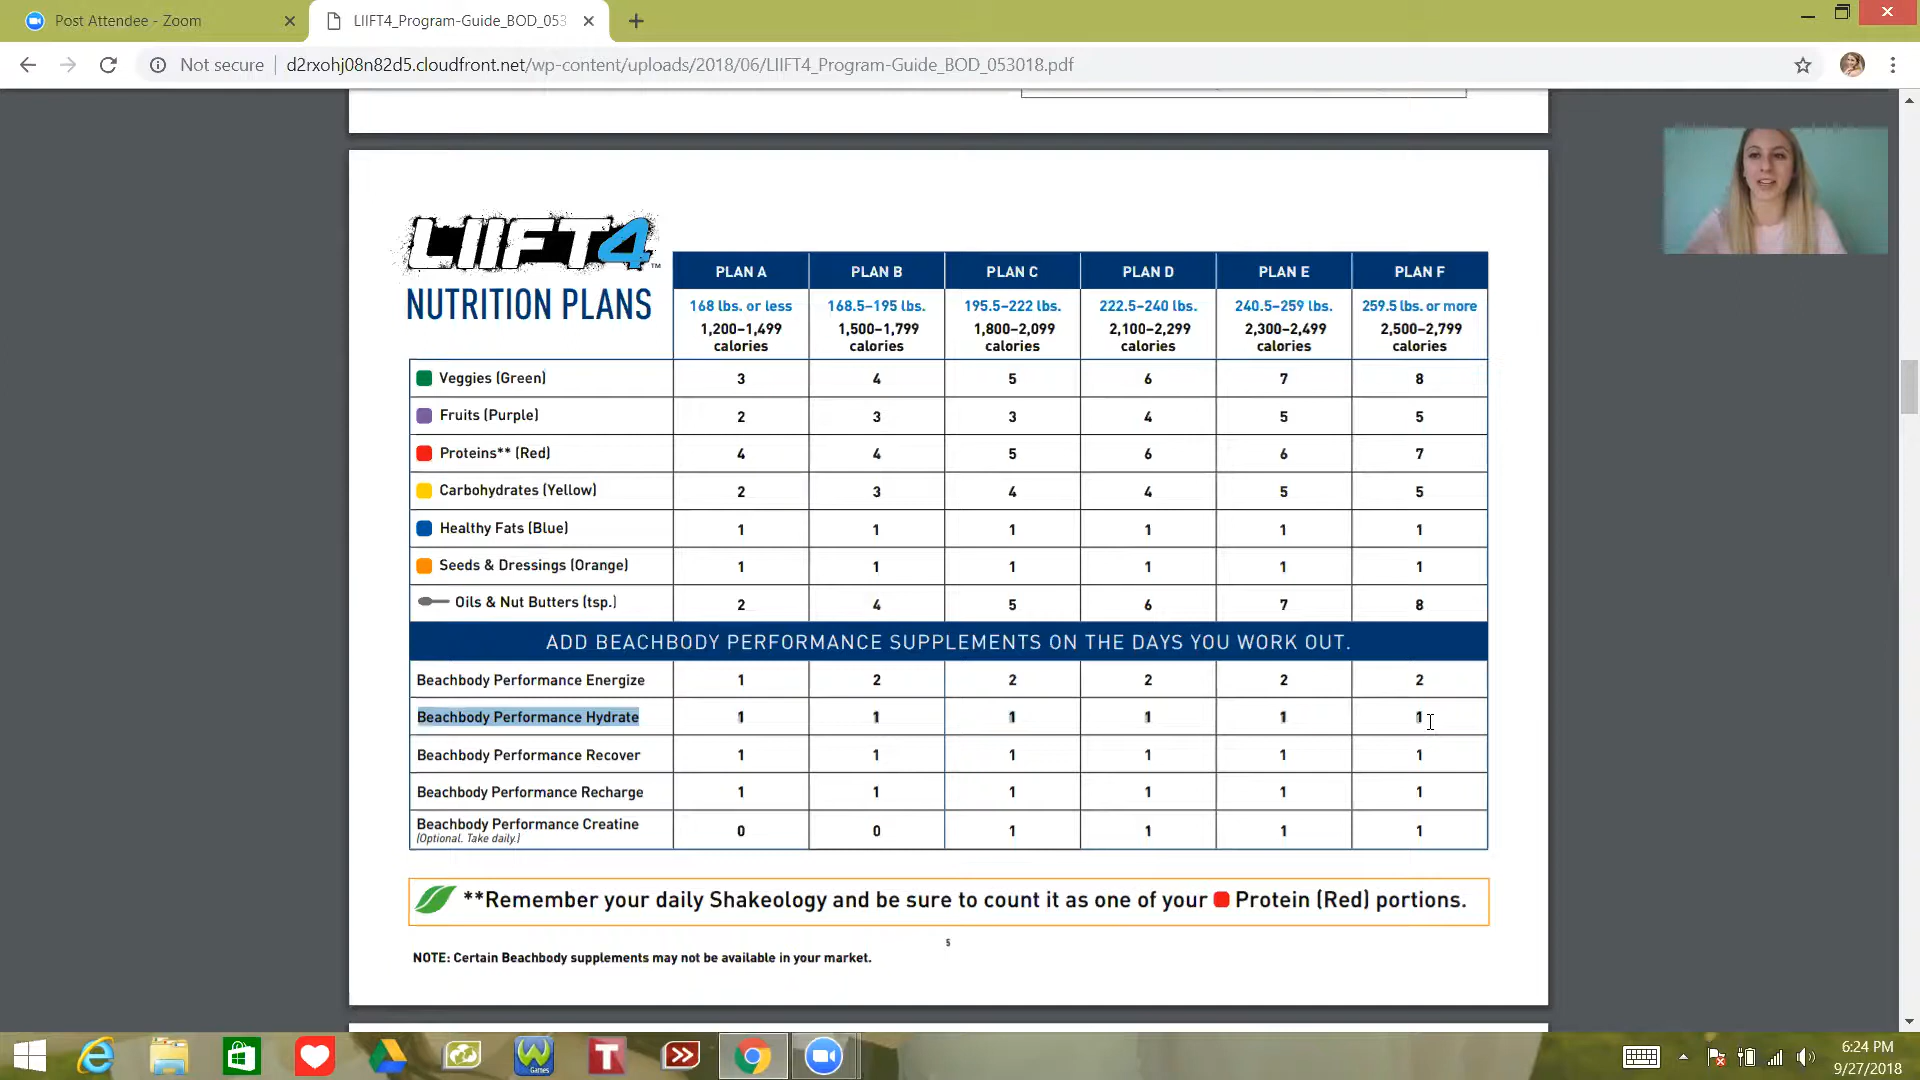 Post Attendee - Zoom
LIIFT4_Program-Guide_BOD_053
Not secure
d2rxohj08n82d5.cloudfront.net/wp-content/uploads/2018/06/LIIFT4_Program-Guide_BOD_053018.pdf
LIIFT4™
NUTRITION PLANS
PLAN A PLAN B PLAN C PLAN D PLAN E PLAN F
168 lbs. or less 168.5–195 lbs. 195.5–222 lbs. 222.5–240 lbs. 240.5–259 lbs. 259.5 lbs. or more
1,200–1,499 1,500–1,799 1,800–2,099 2,100–2,299 2,300–2,499 2,500–2,799
calories calories calories calories calories calories
Veggies (Green) 3 4 5 6 7 8
Fruits (Purple) 2 3 3 4 5 5
Proteins** (Red) 4 4 5 6 6 7
Carbohydrates (Yellow) 2 3 4 4 5 5
Healthy Fats (Blue) 1 1 1 1 1 1
Seeds & Dressings (Orange) 1 1 1 1 1 1
Oils & Nut Butters (tsp.) 2 4 5 6 7 8
ADD BEACHBODY PERFORMANCE SUPPLEMENTS ON THE DAYS YOU WORK OUT.
Beachbody Performance Energize 1 2 2 2 2 2
Beachbody Performance Hydrate 1 1 1 1 1 1
Beachbody Performance Recover 1 1 1 1 1 1
Beachbody Performance Recharge 1 1 1 1 1 1
Beachbody Performance Creatine 0 0 1 1 1 1
(Optional. Take daily.)
**Remember your daily Shakeology and be sure to count it as one of your Protein (Red) portions.
5
NOTE: Certain Beachbody supplements may not be available in your market.
W
Games
T
6:24 PM
9/27/2018